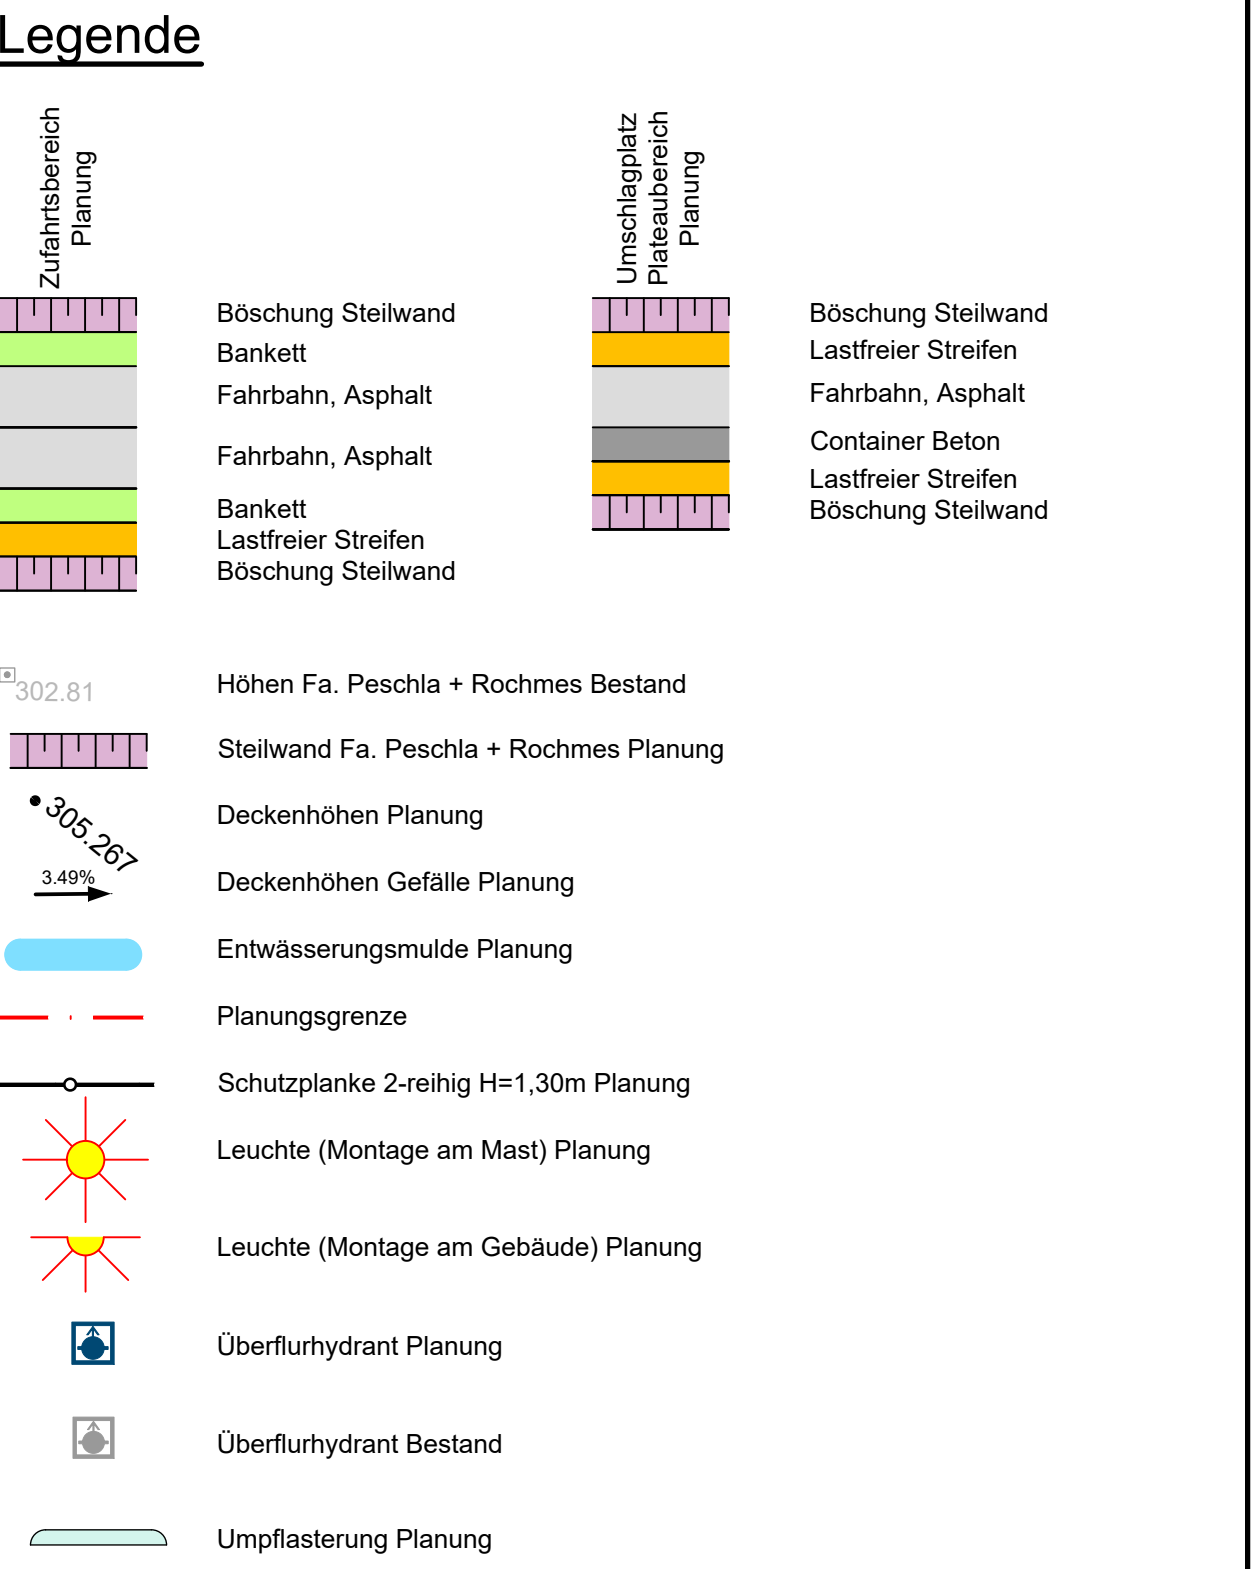 Legende
Zufahrtsbereich
Planung
Böschung Steilwand
Bankett
Fahrbahn, Asphalt
Fahrbahn, Asphalt
Bankett
Lastfreier Streifen
Böschung Steilwand
Umschlagplatz
Plateaubereich
Planung
Böschung Steilwand
Lastfreier Streifen
Fahrbahn, Asphalt
Container Beton
Lastfreier Streifen
Böschung Steilwand
302.81
Höhen Fa. Peschla + Rochmes Bestand
Steilwand Fa. Peschla + Rochmes Planung
305.267
Deckenhöhen Planung
3.49%
Deckenhöhen Gefälle Planung
Entwässerungsmulde Planung
Planungsgrenze
Schutzplanke 2-reihig H=1,30m Planung
Leuchte (Montage am Mast) Planung
Leuchte (Montage am Gebäude) Planung
Überflurhydrant Planung
Überflurhydrant Bestand
Umpflasterung Planung